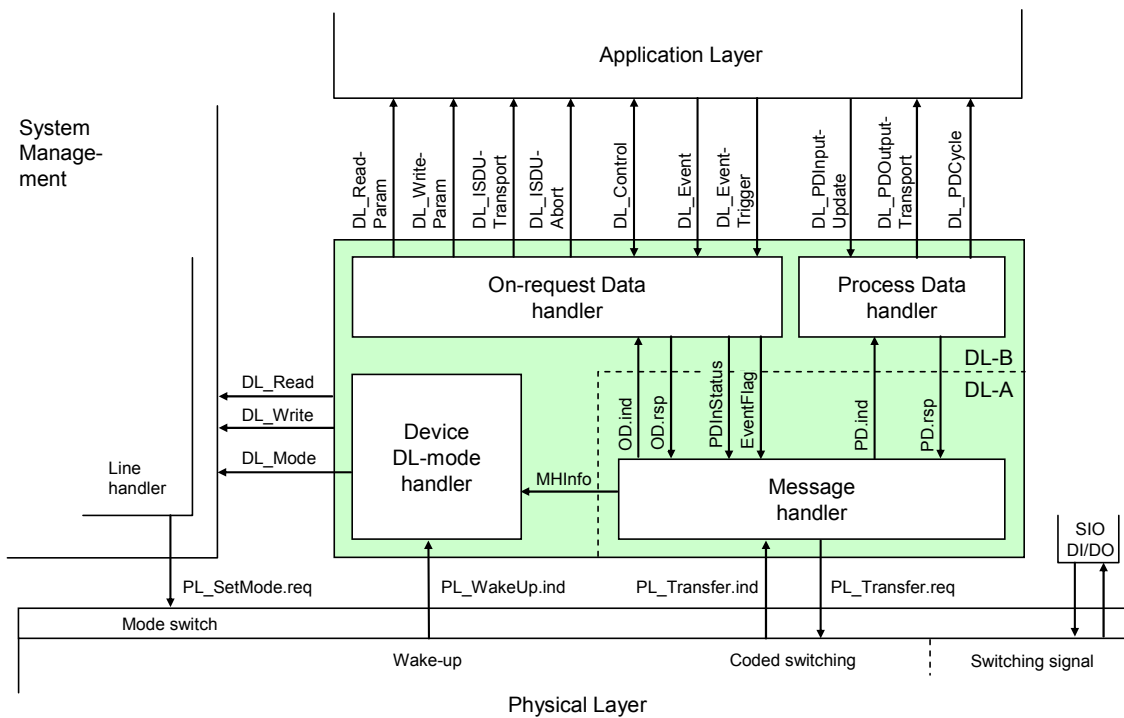 Application Layer
System
Manage-
ment
DL_Read-
Param
DL_Write-
Param
DL_ISDU-
Transport
DL_ISDU-
Abort
DL_Control
DL_Event
DL_Event-
Trigger
DL_PDInput-
Update
DL_PDOutput-
Transport
DL_PDCycle
On-request Data
handler
Process Data
handler
DL-B
DL-A
DL_Read
DL_Write
DL_Mode
Device
DL-mode
handler
OD.ind
OD.rsp
PDInStatus
EventFlag
PD.ind
PD.rsp
Line
handler
MHInfo
Message
handler
SIO
DI/DO
PL_SetMode.req
PL_WakeUp.ind
PL_Transfer.ind
PL_Transfer.req
Mode switch
Wake-up
Coded switching
Switching signal
Physical Layer